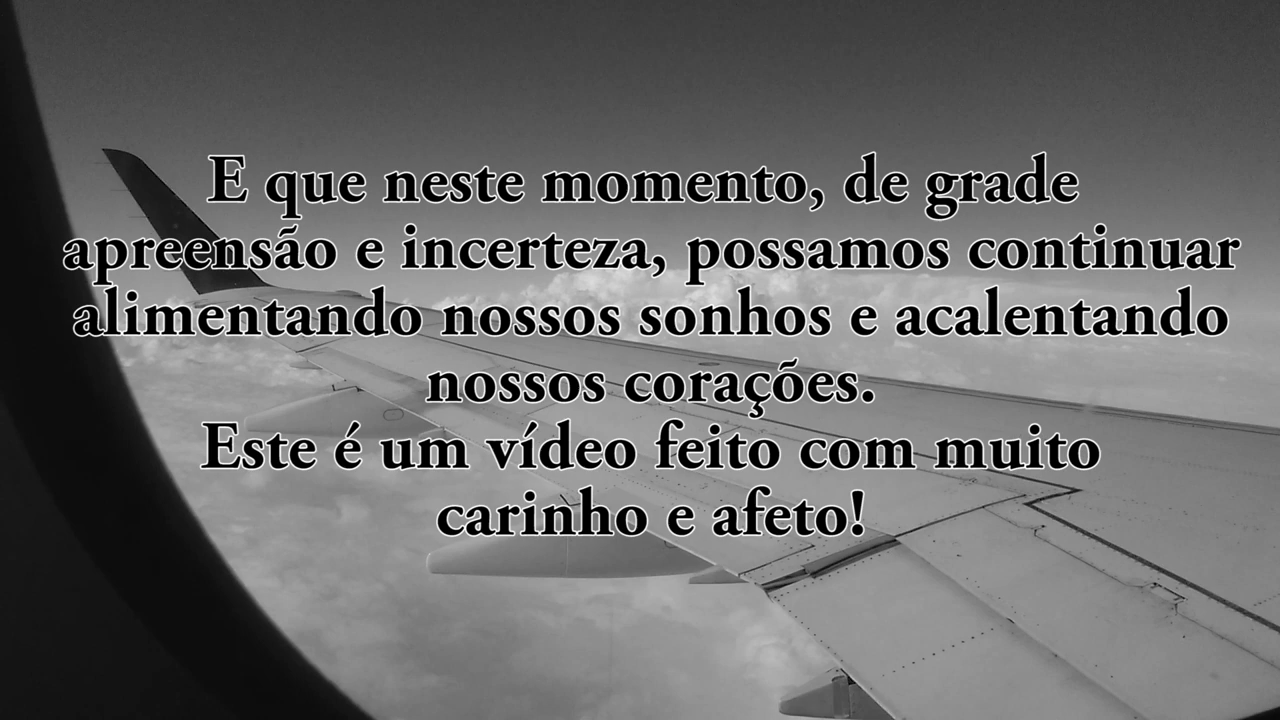 E que neste momento, de grade
apreensão e incerteza, possamos continuar
alimentando nossos sonhos e acalentando
nossos corações.
Este é um vídeo feito com muito
carinho e afeto!